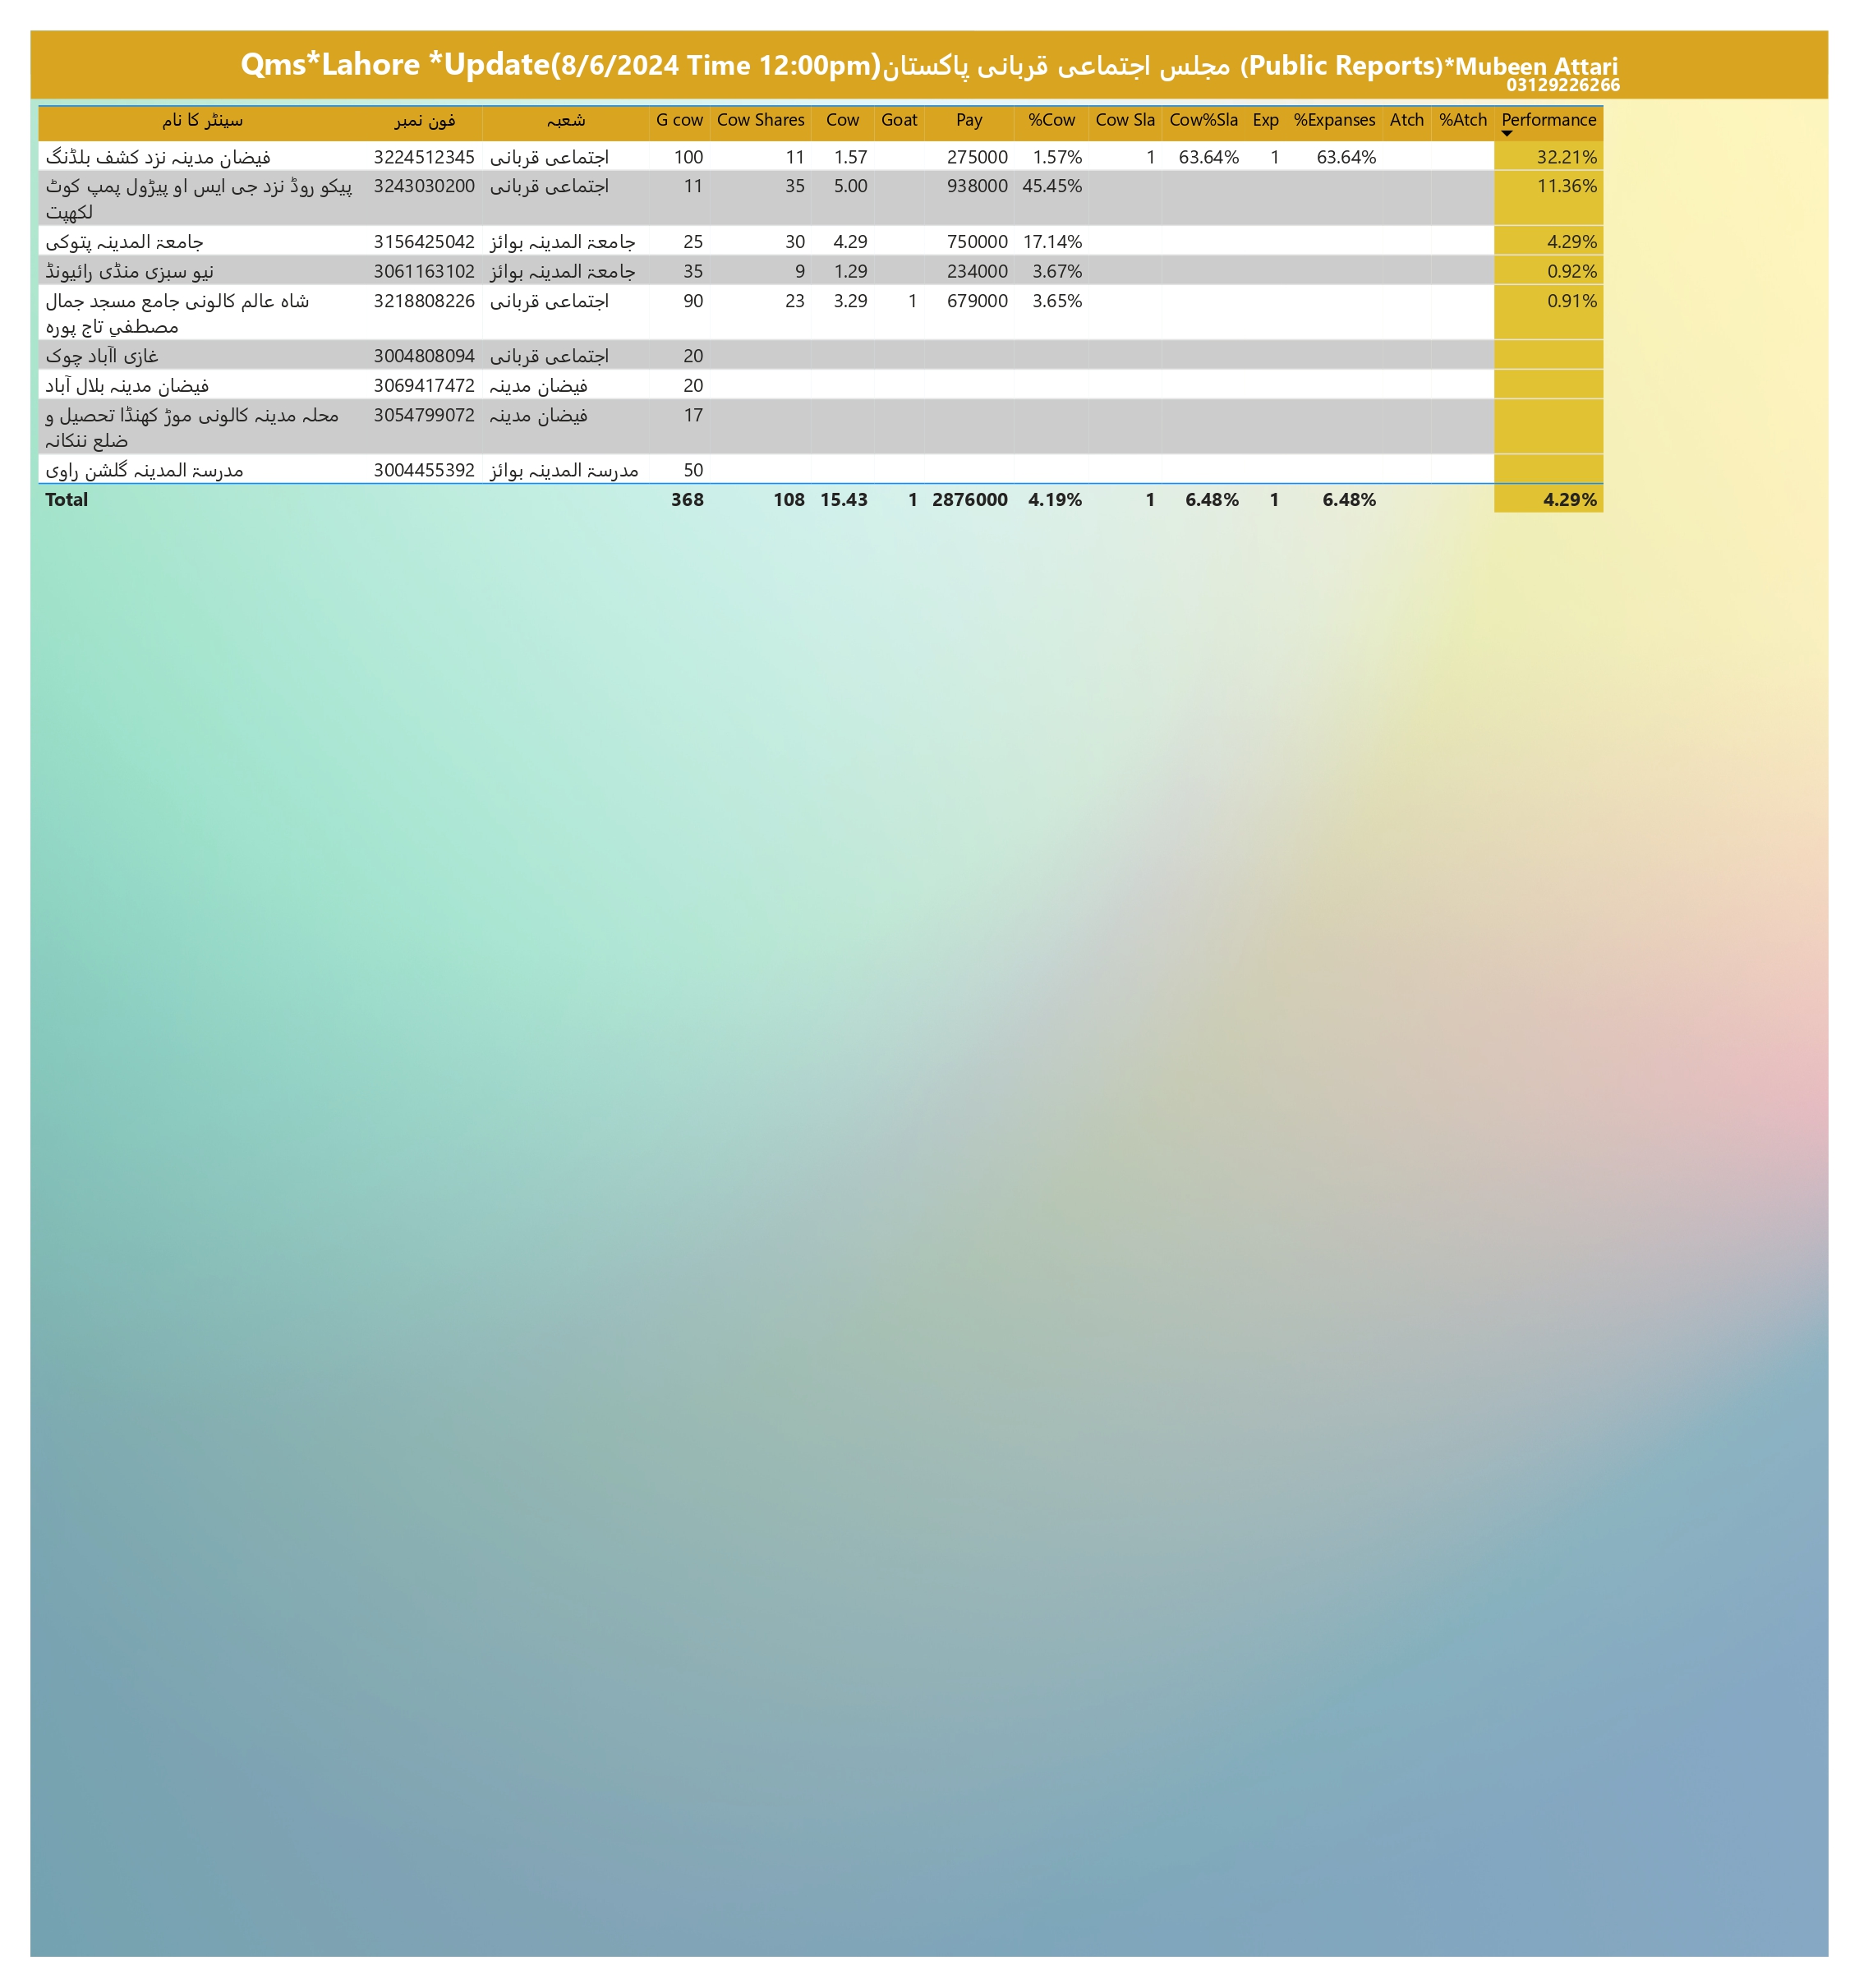 Qms*Lahore *Update(8/6/2024 Time 12:00pm)مجلس اجتماعی قربانی پاکستان (Public Reports)*Mubeen Attari
03129226266
سینٹر کا نام فون نمبر شعبہ G cow Cow Shares Cow Goat Pay %Cow Cow Sla Cow%Sla Exp %Expanses Atch %Atch Performance
فیضان مدینہ نزد کشف بلڈنگ 3224512345 اجتماعی قربانی 100 11 1.57 275000 1.57% 1 63.64% 1 63.64% 32.21%
پیکو روڈ نزد جی ایس او پیڑول پمپ کوٹ 3243030200 اجتماعی قربانی 11 35 5.00 938000 45.45% 11.36%
لکھپت
جامعۃ المدینہ پتوکی 3156425042 جامعۃ المدینہ بوائز 25 30 4.29 750000 17.14% 4.29%
نیو سبزی منڈی رائیونڈ 3061163102 جامعۃ المدینہ بوائز 35 9 1.29 234000 3.67% 0.92%
شاہ عالم کالونی جامع مسجد جمال 3218808226 اجتماعی قربانی 90 23 3.29 1 679000 3.65% 0.91%
مصطفي تاج پورہ
غازی اآباد چوک 3004808094 اجتماعی قربانی 20
فیضان مدینہ بلال آباد 3069417472 فیضان مدینہ 20
محلہ مدینہ کالونی موڑ کھنڈا تحصیل و 3054799072 فیضان مدینہ 17
ضلع ننکانہ
مدرسۃ المدینہ گلشن راوی 3004455392 مدرسۃ المدینہ بوائز 50
Total 368 108 15.43 1 2876000 4.19% 1 6.48% 1 6.48% 4.29%